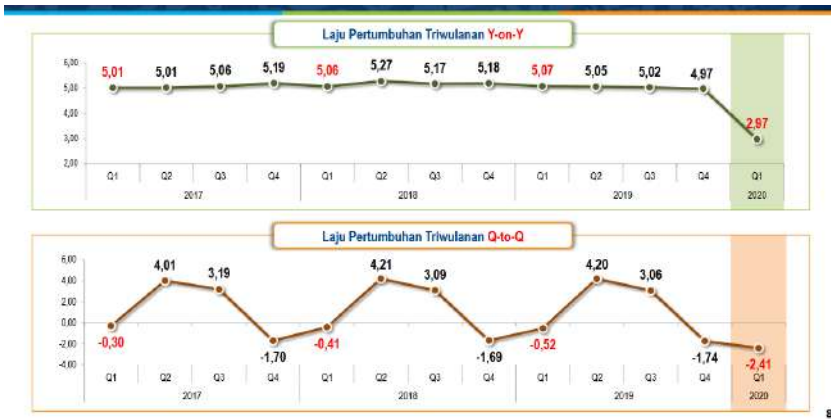 Laju Pertumbuhan Triwulanan Y-on-Y
6,00
5,00
4,00
3,00
2,00
5,01 5,01 5,06 5,19 5,06 5,27 5,17 5,18 5,07 5,05 5,02 4,97 2,97
Q1 Q2 Q3 Q4 Q1 Q2 Q3 Q4 Q1 Q2 Q3 Q4 Q1
2017 2018 2019 2020
Laju Pertumbuhan Triwulanan Q-to-Q
6,00
4,00
2,00
0,00
-2,00
-4,00
-0,30 4,01 3,19 -1,70 -0,41 4,21 3,09 -1,69 -0,52 4,20 3,06 -1,74 -2,41
Q1 Q2 Q3 Q4 Q1 Q2 Q3 Q4 Q1 Q2 Q3 Q4 Q1
2017 2018 2019 2020